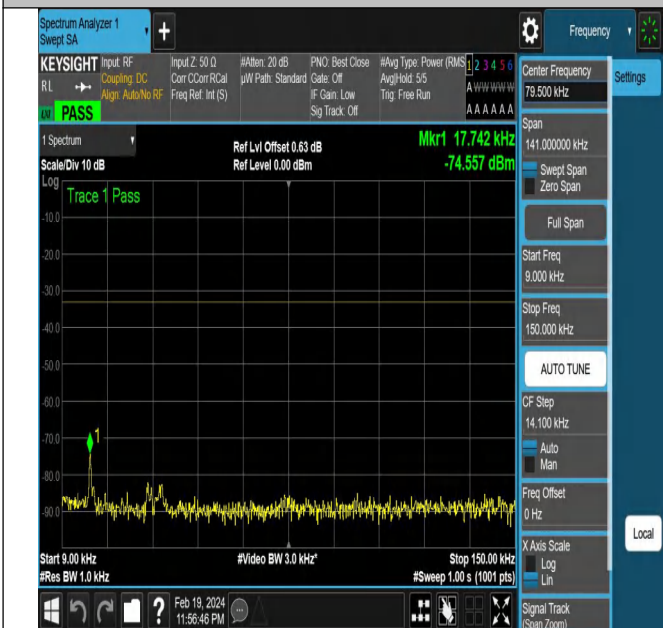 Spectrum Analyzer 1
Swept SA
+
Frequency
KEYSIGHT
RL
LXI
PASS
Input: RF
Coupling: DC
Align: Auto/No RF
Input Z: 50 Ω
Corr CCorr RCal
Freq Ref: Int (S)
#Atten: 20 dB
µW Path: Standard
PNO: Best Close
Gate: Off
IF Gain: Low
Sig Track: Off
#Avg Type: Power (RMS
Avg|Hold: 5/5
Trig: Free Run
1 2 3 4 5 6
A W W W W W
A A A A A A
1 Spectrum
Scale/Div 10 dB
Log
Ref Lvl Offset 0.63 dB
Ref Level 0.00 dBm
Mkr1 17.742 kHz
-74.557 dBm
Trace 1 Pass
-10.0
-20.0
-30.0
-40.0
-50.0
-60.0
-70.0
-80.0
-90.0
1
Start 9.00 kHz
#Res BW 1.0 kHz
#Video BW 3.0 kHz*
Stop 150.00 kHz
#Sweep 1.00 s (1001 pts)
Feb 19, 2024
11:56:46 PM
?
Center Frequency
79.500 kHz
Settings
Span
141.000000 kHz
Swept Span
Zero Span
Full Span
Start Freq
9.000 kHz
Stop Freq
150.000 kHz
AUTO TUNE
CF Step
14.100 kHz
Auto
Man
Freq Offset
0 Hz
X Axis Scale
Log
Lin
Local
Signal Track
(Span Zoom)